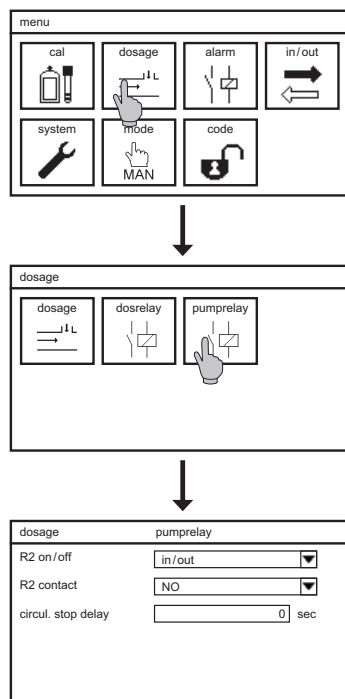 menu
cal dosage alarm in/out
system mode code
MAN
dosage
dosage dosrelay pumprelay
dosage pumprelay
R2 on/off in/out
R2 contact NO
circul. stop delay 0 sec